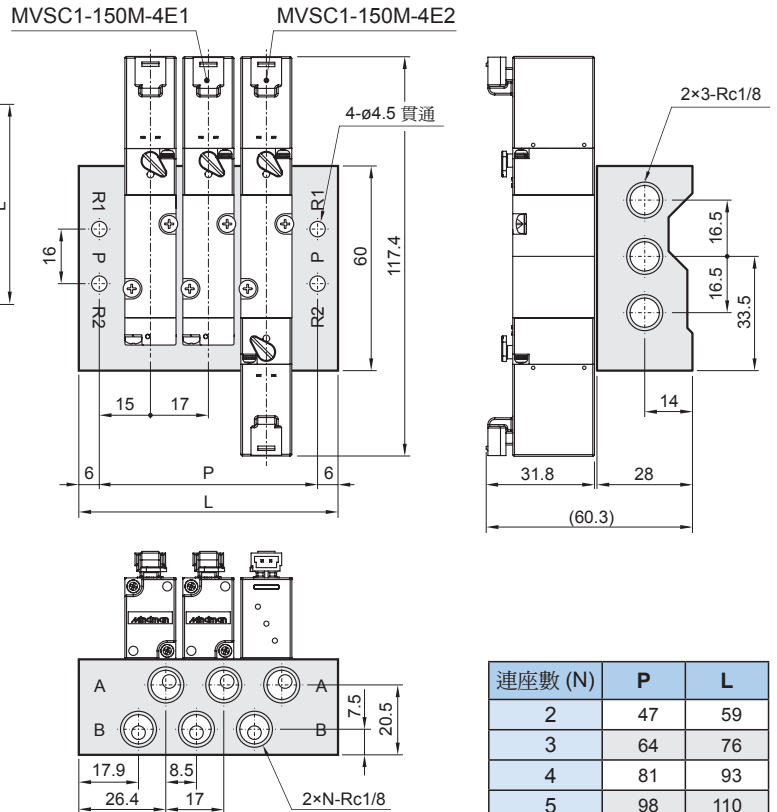 MVSC1-150M-4E1
MVSC1-150M-4E2
4-ø4.5 貫通
2×3-Rc1/8
R1
P
R2
R1
P
R2
16
60
117.4
16.5
16.5
33.5
14
15
17
6
P
6
L
31.8
28
(60.3)
Mindman
Mindman
A
A
B
B
7.5
20.5
17.9
8.5
26.4
17
2×N-Rc1/8
連座數 (N) P L
2 47 59
3 64 76
4 81 93
5 98 110